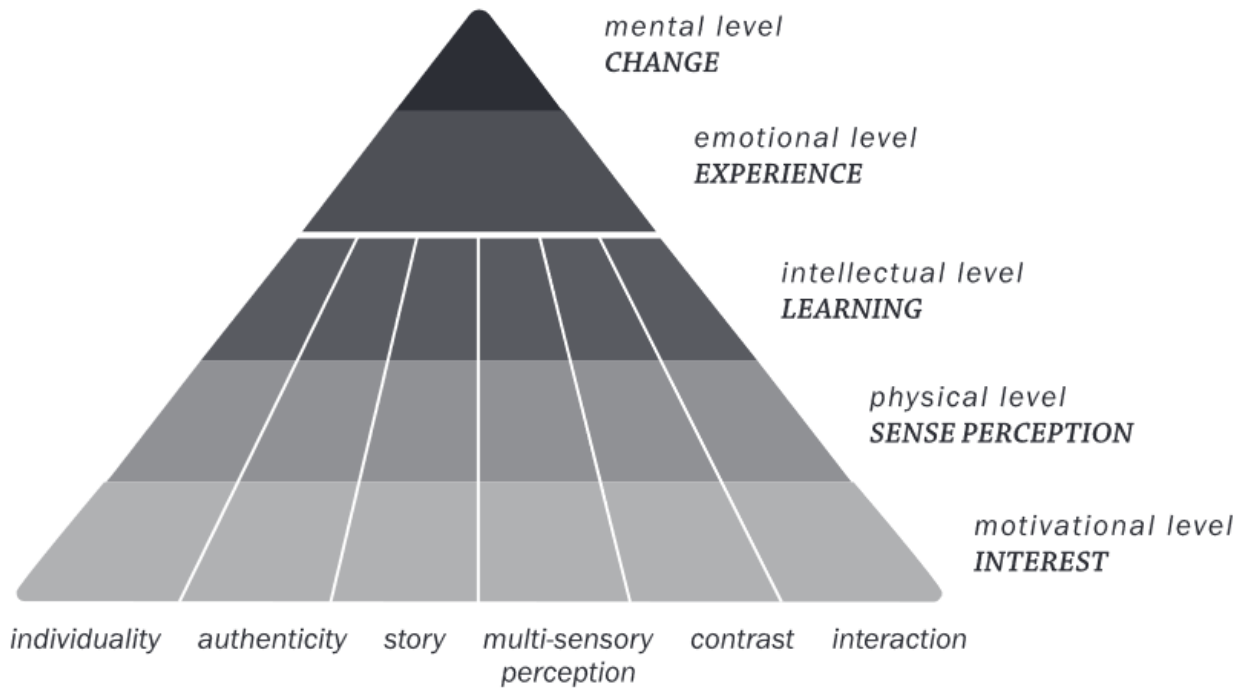 mental level
CHANGE
emotional level
EXPERIENCE
intellectual level
LEARNING
physical level
SENSE PERCEPTION
motivational level
INTEREST
individuality authenticity story multi-sensory contrast interaction
perception